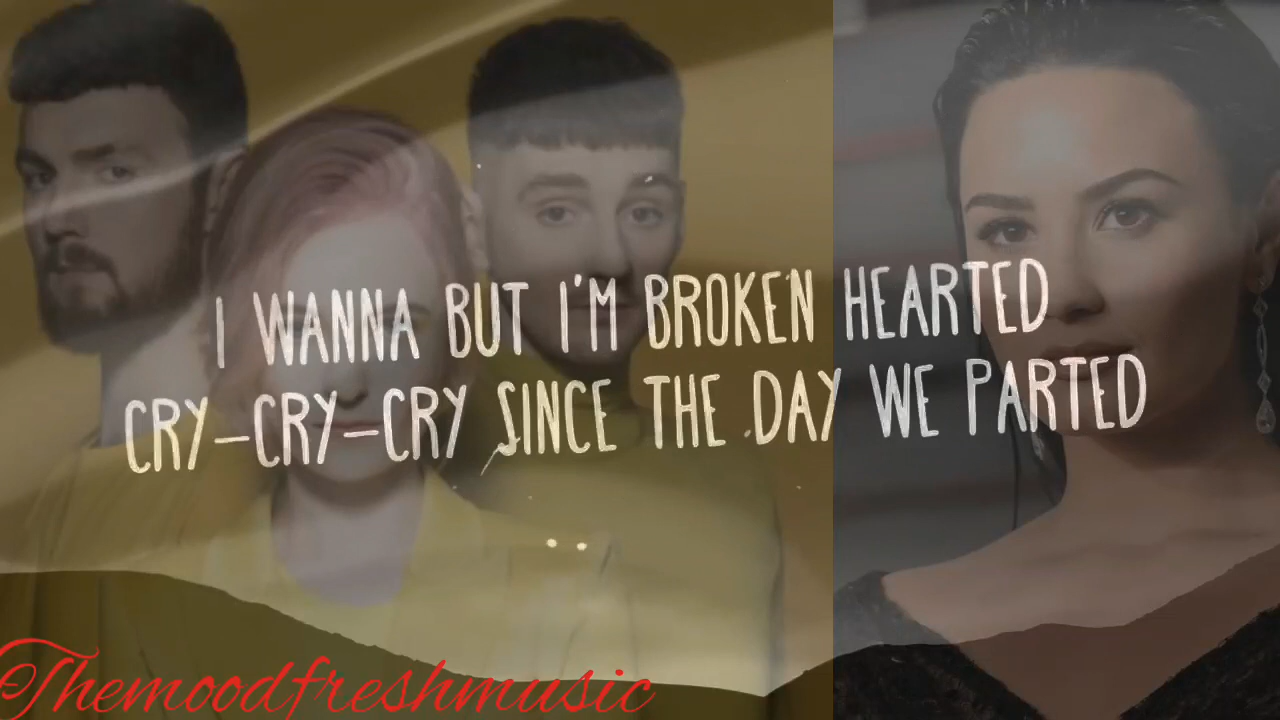 I WANNA BUT I'M BROKEN HEARTED
CRY-CRY-CRY SINCE THE DAY WE PARTED
Themoodfreshmusic